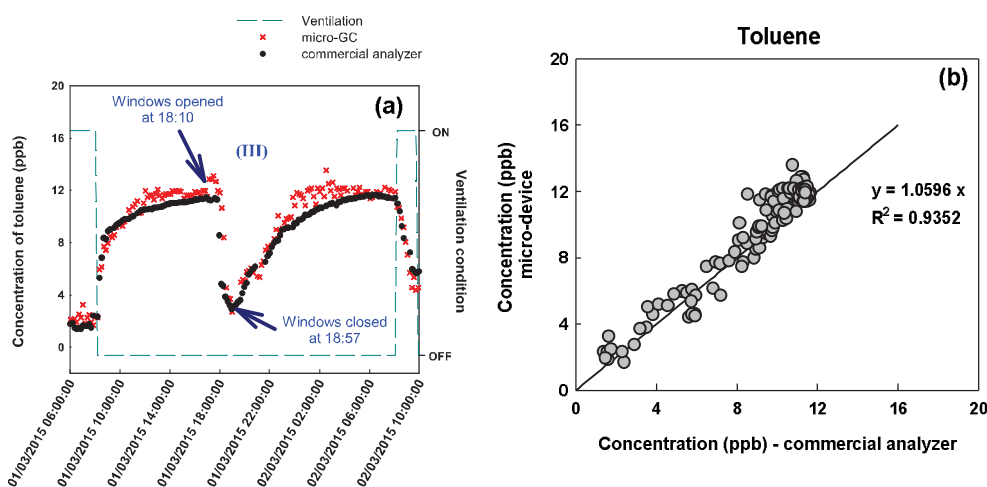 Ventilation
micro-GC
commercial analyzer
(a)
Windows opened
at 18:10
(III)
Windows closed
at 18:57
Concentration of toluene (ppb)
20
16
12
8
4
0
ON
OFF
Ventilation condition
01/03/2015 06:00:00
01/03/2015 10:00:00
01/03/2015 14:00:00
01/03/2015 18:00:00
01/03/2015 22:00:00
02/03/2015 02:00:00
02/03/2015 06:00:00
02/03/2015 10:00:00
Toluene
(b)
Concentration (ppb)
micro-device
20
16
12
8
4
0
y = 1.0596 x
R² = 0.9352
0 4 8 12 16 20
Concentration (ppb) - commercial analyzer